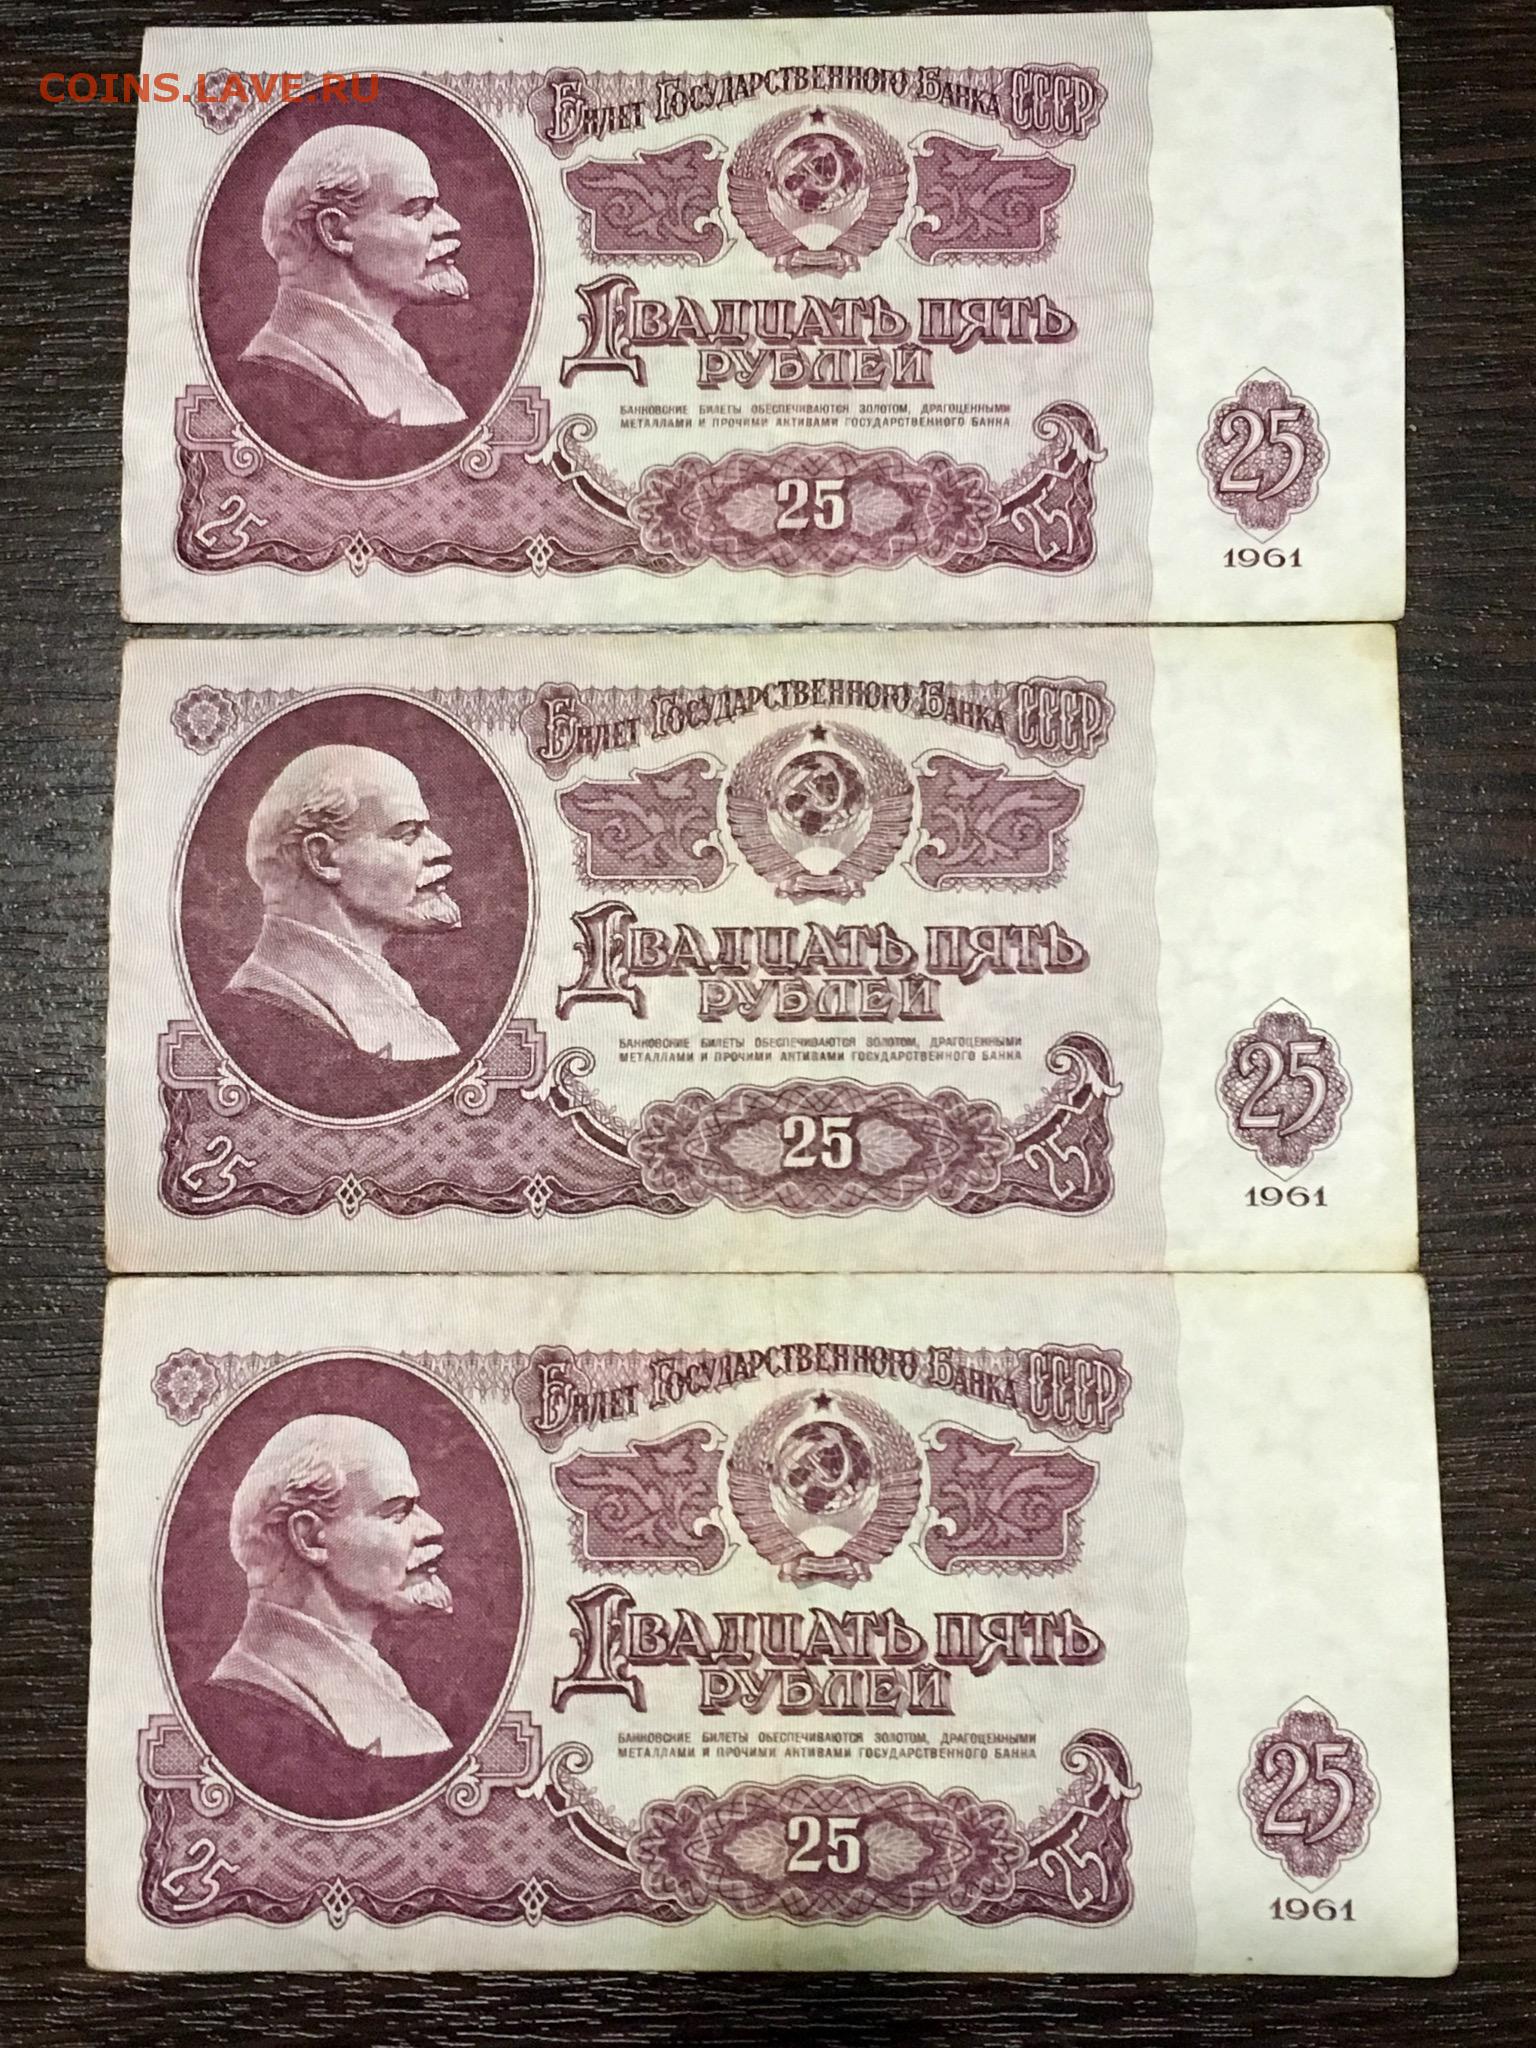 COINS.LAVE.RU
Билет Государственного Банка СССР
Двадцать пять
рублей
Банковские билеты обеспечиваются золотом, драгоценными
металлами и прочими активами Государственного Банка
25
25
25
25
1961
Билет Государственного Банка СССР
Двадцать пять
рублей
Банковские билеты обеспечиваются золотом, драгоценными
металлами и прочими активами Государственного Банка
25
25
25
25
1961
Билет Государственного Банка СССР
Двадцать пять
рублей
Банковские билеты обеспечиваются золотом, драгоценными
металлами и прочими активами Государственного Банка
25
25
25
25
1961